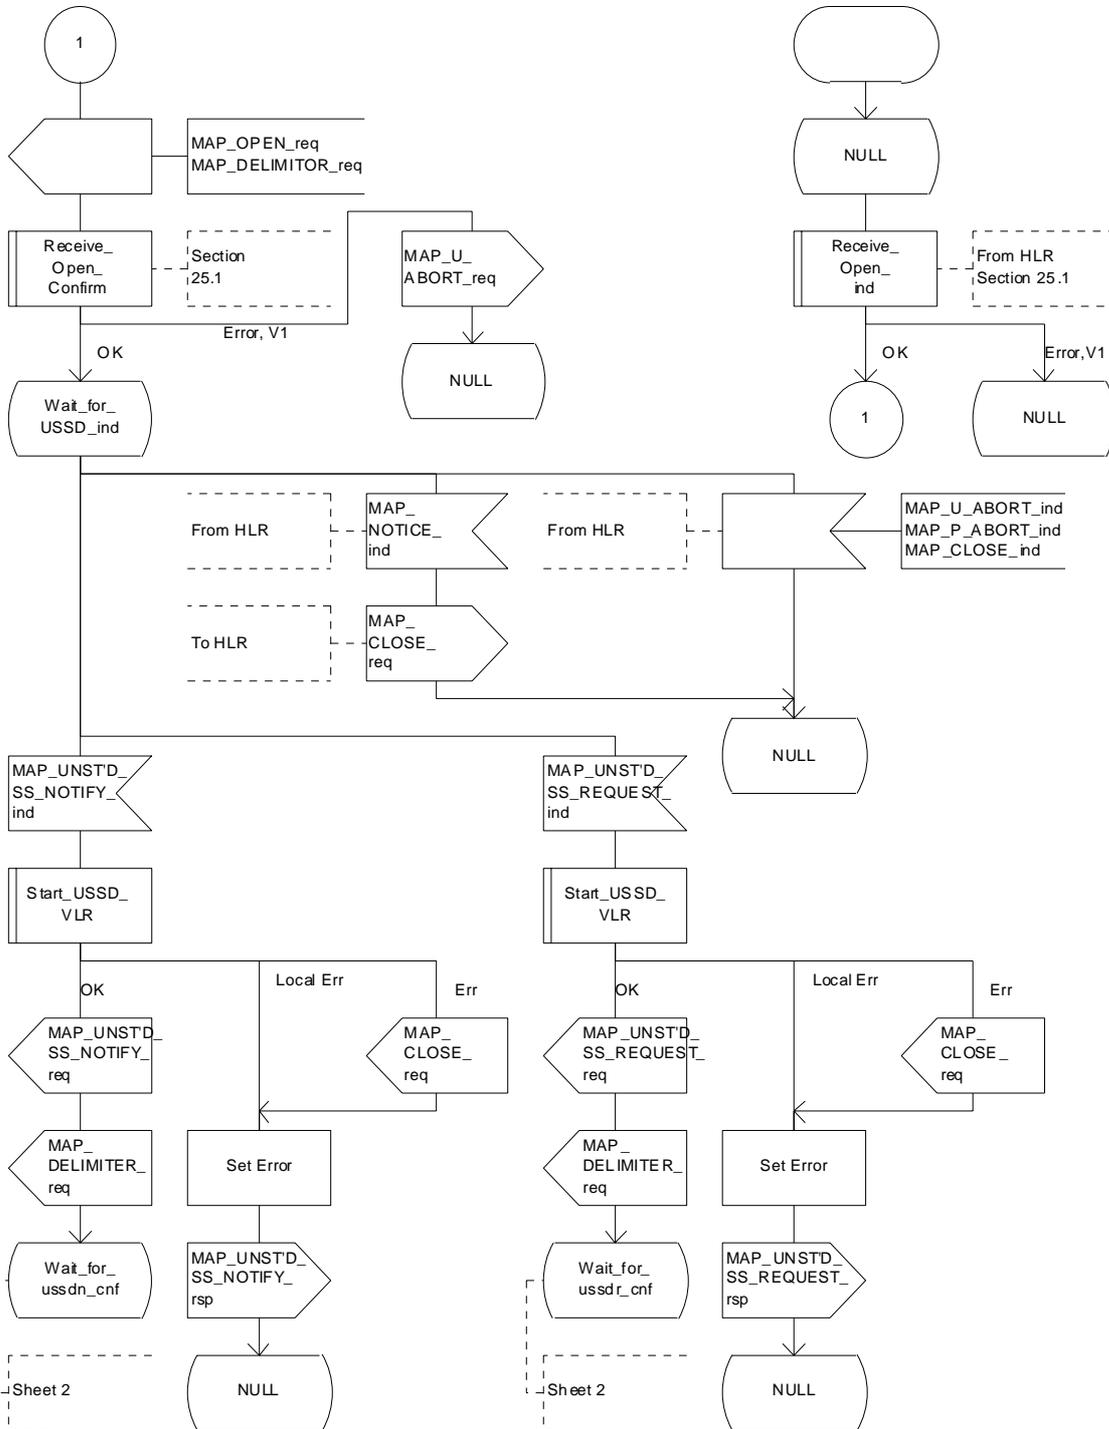 1
MAP_OPEN_req
MAP_DELIMITOR_req
NULL
Receive_
Open_
Confirm
Section
25.1
MAP_U_
ABORT_req
Receive_
Open_
ind
From HLR
Section 25.1
Error, V1
OK
NULL
OK
Error,V1
Wait_for_
USSD_ind
1
NULL
From HLR
MAP_
NOTICE_
ind
From HLR
MAP_U_ABORT_ind
MAP_P_ABORT_ind
MAP_CLOSE_ind
To HLR
MAP_
CLOSE_
req
NULL
MAP_UNST'D_
SS_NOTIFY_
ind
MAP_UNST'D_
SS_REQUEST_
ind
Start_USSD_
VLR
Start_USSD_
VLR
OK
Local Err
Err
OK
Local Err
Err
MAP_UNST'D_
SS_NOTIFY_
req
MAP_
CLOSE_
req
MAP_UNST'D_
SS_REQUEST_
req
MAP_
CLOSE_
req
MAP_
DELIMITER_
req
Set Error
MAP_
DELIMITER_
req
Set Error
Wait_for_
ussdn_cnf
MAP_UNST'D_
SS_NOTIFY_
rsp
Wait_for_
ussdr_cnf
MAP_UNST'D_
SS_REQUEST_
rsp
Sheet 2
NULL
Sheet 2
NULL